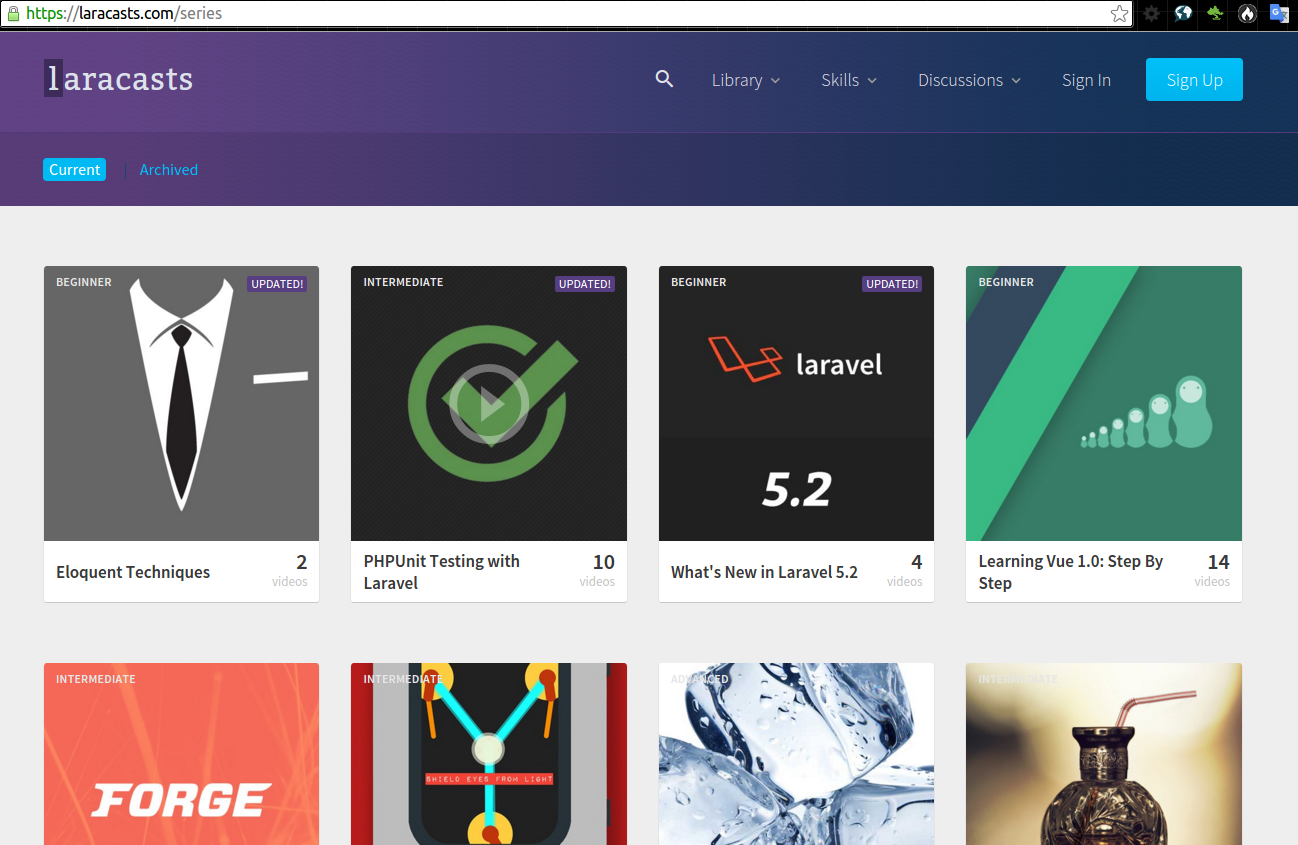 https://laracasts.com/series
laracasts
Library
Skills
Discussions
Sign In
Sign Up
Current
Archived
BEGINNER
UPDATED!
Eloquent Techniques
2
videos
INTERMEDIATE
UPDATED!
PHPUnit Testing with
Laravel
10
videos
BEGINNER
UPDATED!
laravel
5.2
What's New in Laravel 5.2
4
videos
BEGINNER
Learning Vue 1.0: Step By
Step
14
videos
INTERMEDIATE
FORGE
INTERMEDIATE
SHIELD EYES FROM LIGHT
ADVANCED
INTERMEDIATE